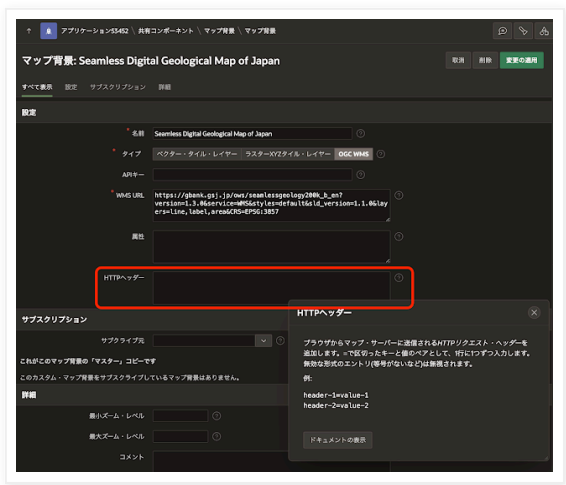 アプリケーション53452 \ 共有コンポーネント \ マップ背景 \ マップ背景
マップ背景: Seamless Digital Geological Map of Japan
取消 削除 変更の適用
すべて表示 設定 サブスクリプション 詳細
設定
* 名前 Seamless Digital Geological Map of Japan
* タイプ ベクター・タイル・レイヤー ラスターXYZタイル・レイヤー OGC WMS
APIキー
* WMS URL https://gbank.gsj.jp/ows/seamlessgeology200k_b_en?
version=1.3.0&service=WMS&styles=default&sld_version=1.1.0&lay
ers=line,label,area&CRS=EPSG:3857
属性
HTTPヘッダー
サブスクリプション
サブクライブ元
これがこのマップ背景の「マスター」コピーです
このカスタム・マップ背景をサブスクライブしているマップ背景はありません。
詳細
最小ズーム・レベル
最大ズーム・レベル
コメント
HTTPヘッダー
ブラウザからマップ・サーバーに送信されるHTTPリクエスト・ヘッダーを
追加します。=で区切ったキーと値のペアとして、1行に1つずつ入力します。
無効な形式のエントリ(等号がないなど)は無視されます。
例:
header-1=value-1
header-2=value-2
ドキュメントの表示